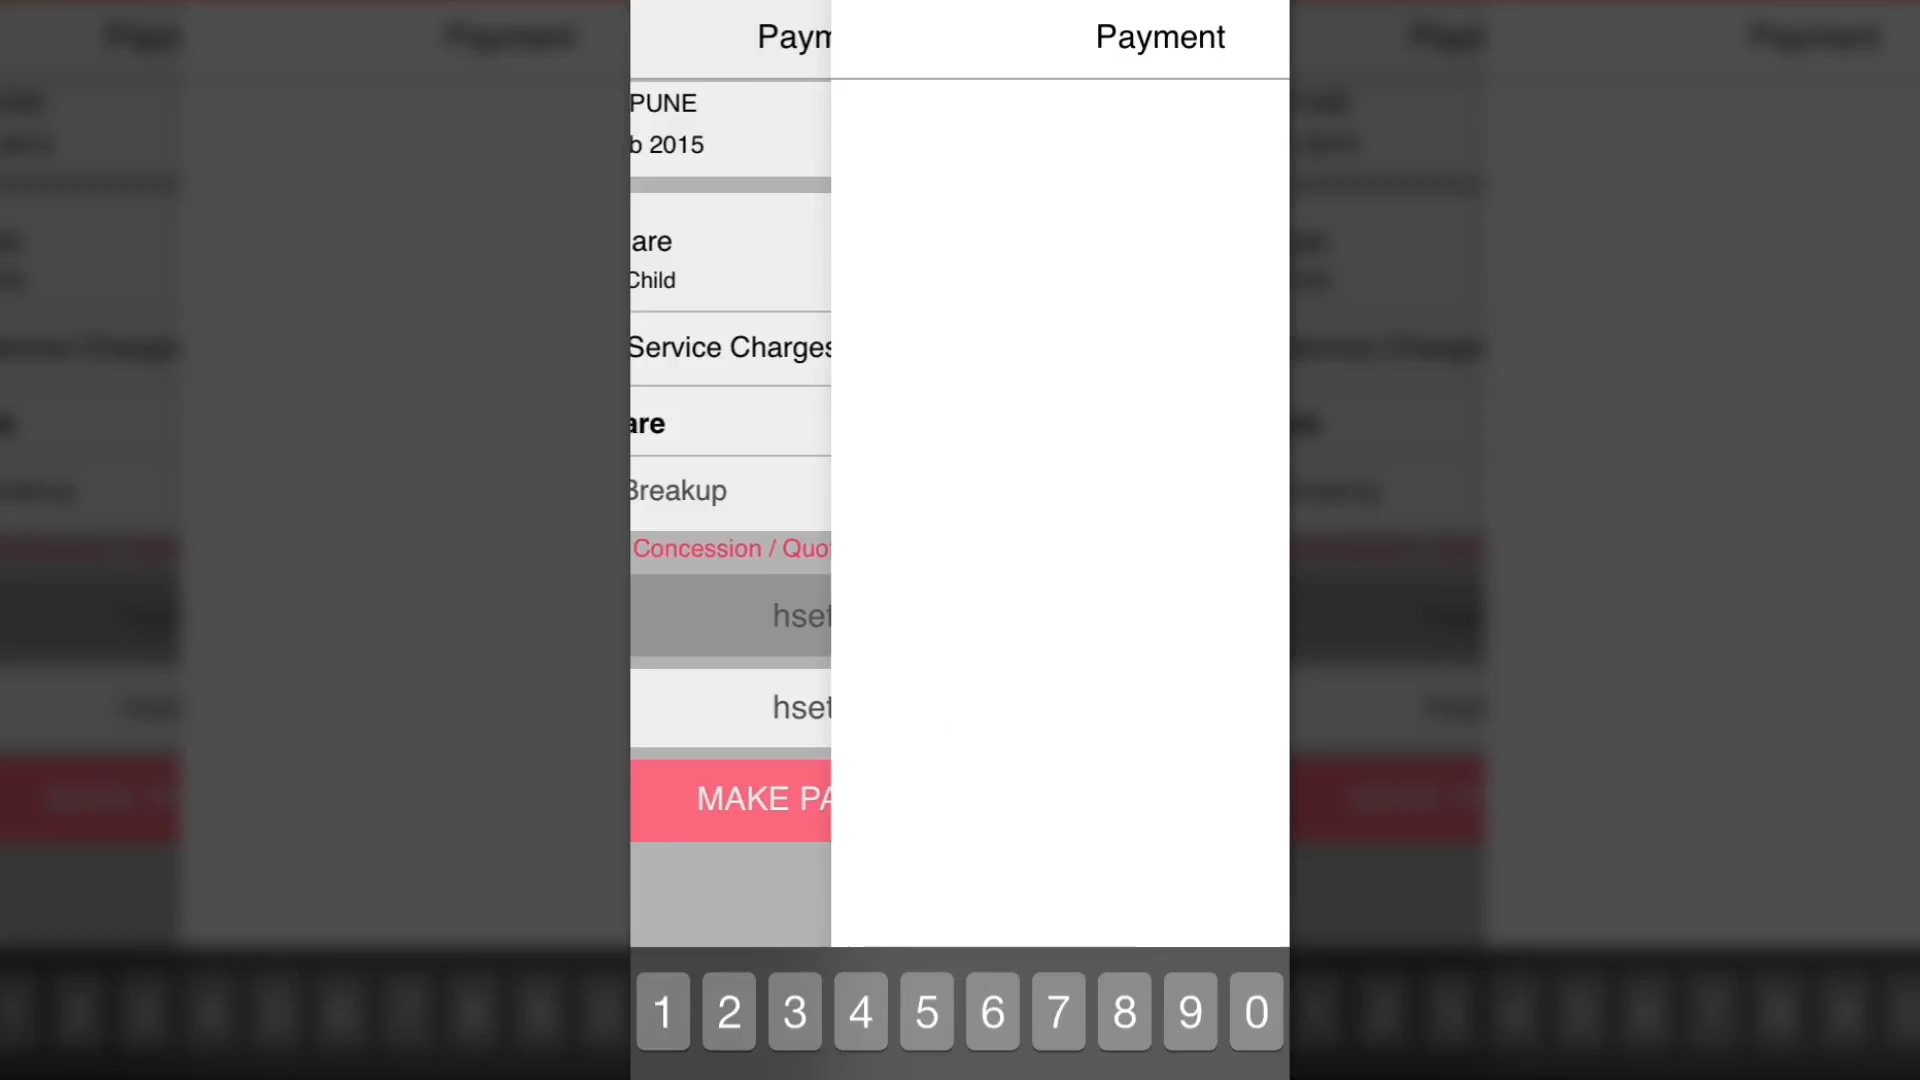 Paym
Payment
PUNE
b 2015
are
Child
Service Charges
are
Breakup
Concession / Quo
hset
hset
MAKE PA
1 2 3 4 5 6 7 8 9 0